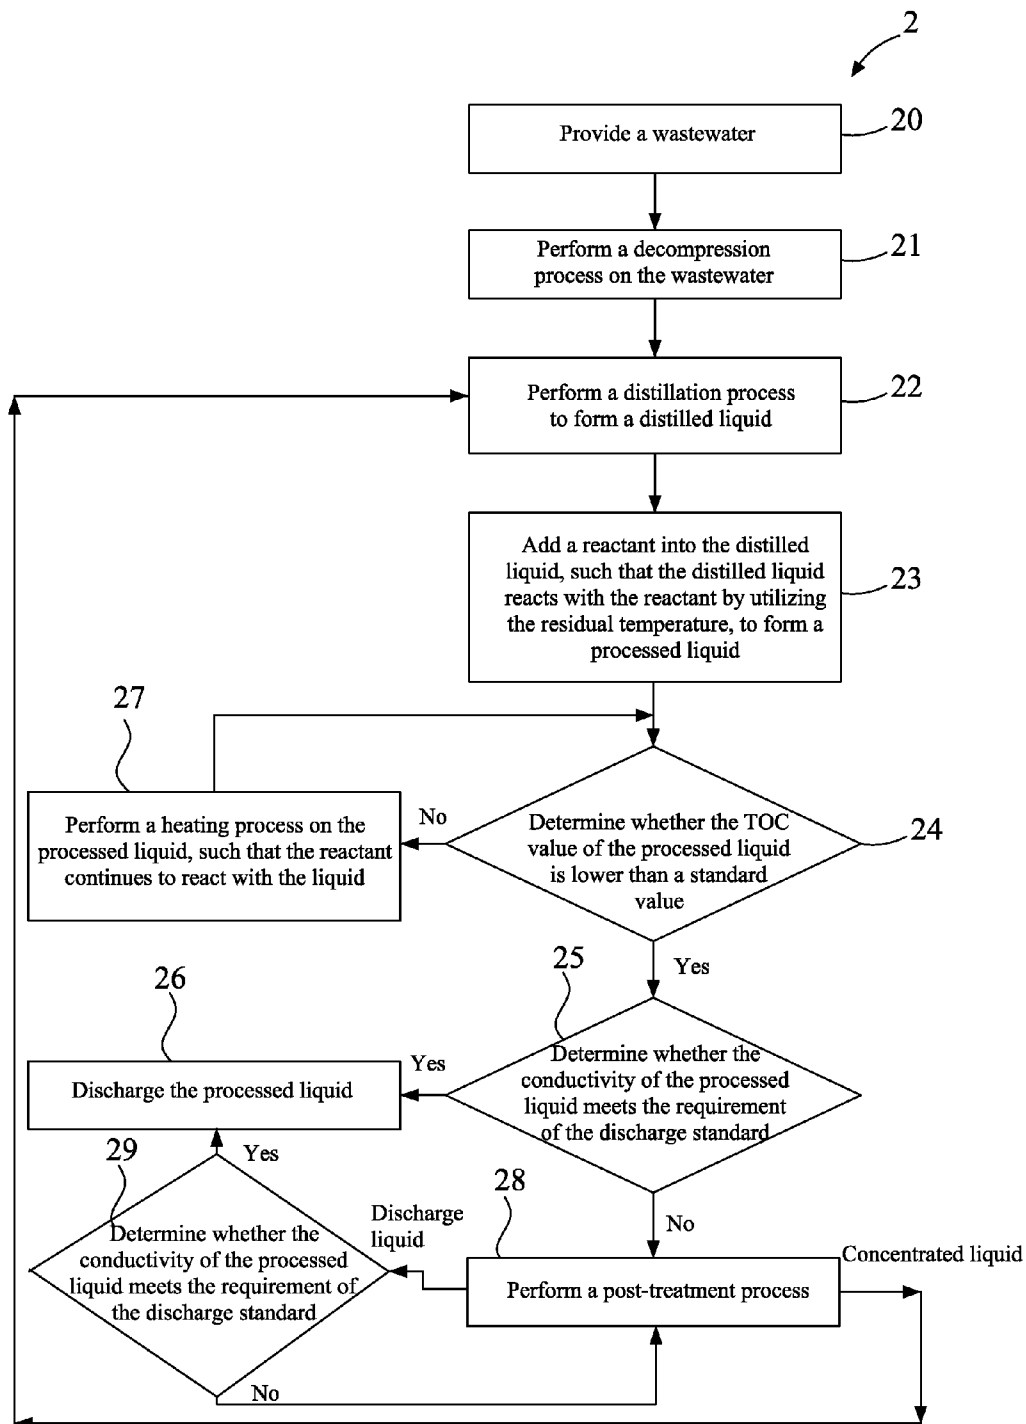 2
Provide a wastewater
20
Perform a decompression
process on the wastewater
21
Perform a distillation process
to form a distilled liquid
22
Add a reactant into the distilled
liquid, such that the distilled liquid
reacts with the reactant by utilizing
the residual temperature, to form a
processed liquid
23
27
Perform a heating process on the
processed liquid, such that the reactant
continues to react with the liquid
No
Determine whether the TOC
value of the processed liquid
is lower than a standard
value
24
Yes
25
26
Discharge the processed liquid
Yes
Determine whether the
conductivity of the processed
liquid meets the requirement
of the discharge standard
29
Yes
Determine whether the
conductivity of the processed
liquid meets the requirement of
the discharge standard
No
Discharge
liquid
28
No
Perform a post-treatment process
Concentrated liquid